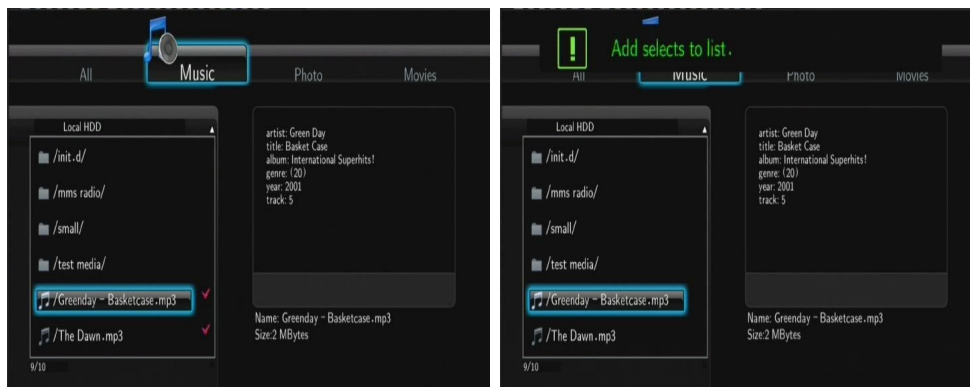 All Music Photo Movies
Local HDD
/init.d/
/mms radio/
/small/
/test media/
/Greenday - Basketcase.mp3
/The Dawn.mp3
9/10
artist: Green Day
title: Basket Case
album: International Superhits!
genre: (20)
year: 2001
track: 5
Name: Greenday - Basketcase.mp3
Size:2 MBytes
! Add selects to list.
All Music Photo Movies
Local HDD
/init.d/
/mms radio/
/small/
/test media/
/Greenday - Basketcase.mp3
/The Dawn.mp3
9/10
artist: Green Day
title: Basket Case
album: International Superhits!
genre: (20)
year: 2001
track: 5
Name: Greenday - Basketcase.mp3
Size:2 MBytes